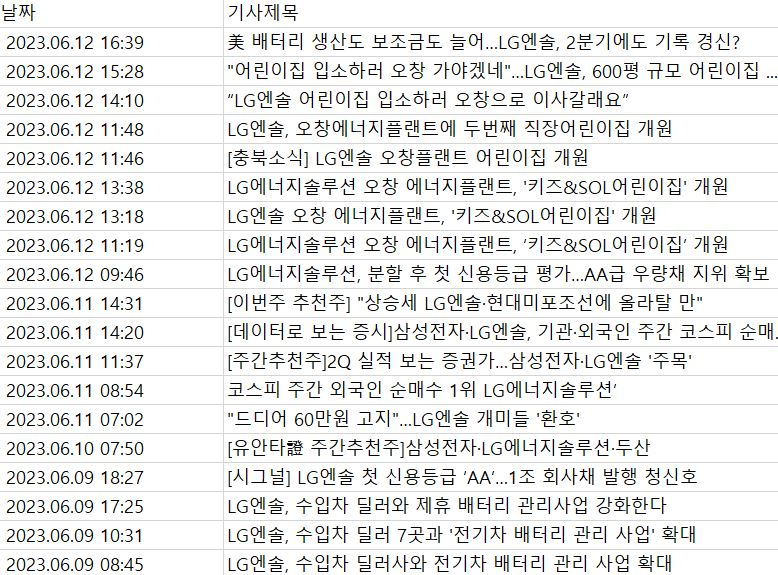 날짜 기사제목
2023.06.12 16:39 美 배터리 생산도 보조금도 늘어…LG엔솔, 2분기에도 기록 경신?
2023.06.12 15:28 "어린이집 입소하러 오창 가야겠네"…LG엔솔, 600평 규모 어린이집 ...
2023.06.12 14:10 “LG엔솔 어린이집 입소하러 오창으로 이사갈래요”
2023.06.12 11:48 LG엔솔, 오창에너지플랜트에 두번째 직장어린이집 개원
2023.06.12 11:46 [충북소식] LG엔솔 오창플랜트 어린이집 개원
2023.06.12 13:38 LG에너지솔루션 오창 에너지플랜트, '키즈&SOL어린이집' 개원
2023.06.12 13:18 LG엔솔 오창 에너지플랜트, '키즈&SOL어린이집' 개원
2023.06.12 11:19 LG에너지솔루션 오창 에너지플랜트, ‘키즈&SOL어린이집’ 개원
2023.06.12 09:46 LG에너지솔루션, 분할 후 첫 신용등급 평가…AA급 우량채 지위 확보
2023.06.11 14:31 [이번주 추천주] "상승세 LG엔솔·현대미포조선에 올라탈 만"
2023.06.11 14:20 [데이터로 보는 증시]삼성전자·LG엔솔, 기관·외국인 주간 코스피 순매..
2023.06.11 11:37 [주간추천주]2Q 실적 보는 증권가…삼성전자·LG엔솔 '주목'
2023.06.11 08:54 코스피 주간 외국인 순매수 1위 LG에너지솔루션’
2023.06.11 07:02 "드디어 60만원 고지"…LG엔솔 개미들 '환호'
2023.06.10 07:50 [유안타證 주간추천주]삼성전자·LG에너지솔루션·두산
2023.06.09 18:27 [시그널] LG엔솔 첫 신용등급 ‘AA’…1조 회사채 발행 청신호
2023.06.09 17:25 LG엔솔, 수입차 딜러와 제휴 배터리 관리사업 강화한다
2023.06.09 10:31 LG엔솔, 수입차 딜러 7곳과 '전기차 배터리 관리 사업' 확대
2023.06.09 08:45 LG엔솔, 수입차 딜러사와 전기차 배터리 관리 사업 확대